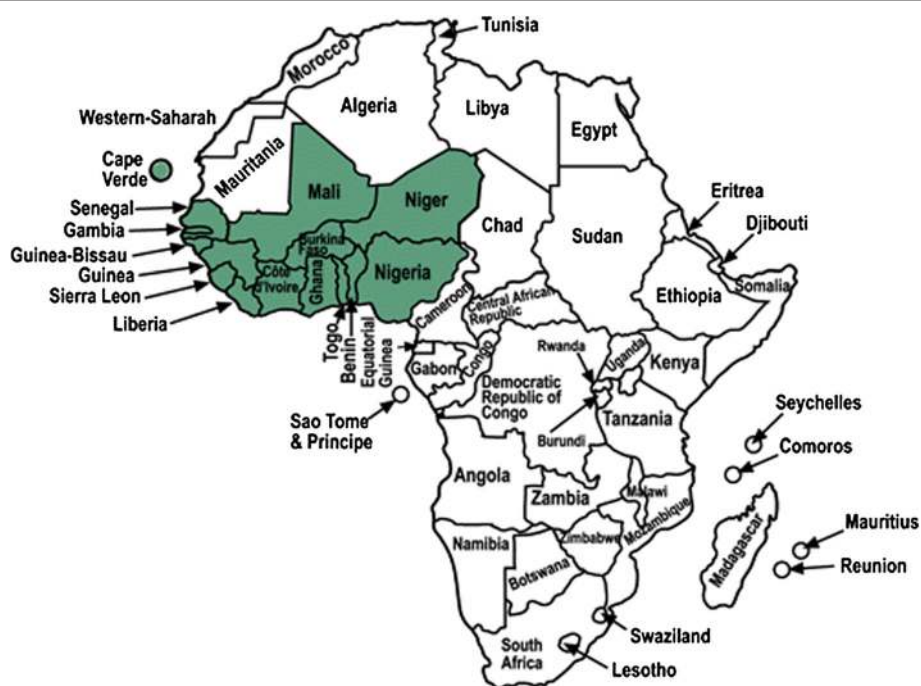 Tunisia
Morocco
Algeria
Libya
Egypt
Western-Saharah
Mauritania
Cape
Verde
Mali
Niger
Chad
Sudan
Eritrea
Djibouti
Senegal
Gambia
Guinea-Bissau
Guinea
Sierra Leon
Liberia
Burkina
Faso
Côte
d'Ivoire
Ghana
Nigeria
Togo
Benin
Equatorial
Guinea
Cameroon
Central African
Republic
Ethiopia
Somalia
Gabon
Congo
Rwanda
Uganda
Kenya
Democratic
Republic of
Congo
Burundi
Tanzania
Sao Tome
& Principe
Seychelles
Comoros
Angola
Zambia
Malawi
Mozambique
Madagascar
Mauritius
Reunion
Namibia
Zimbabwe
Botswana
Swaziland
South
Africa
Lesotho